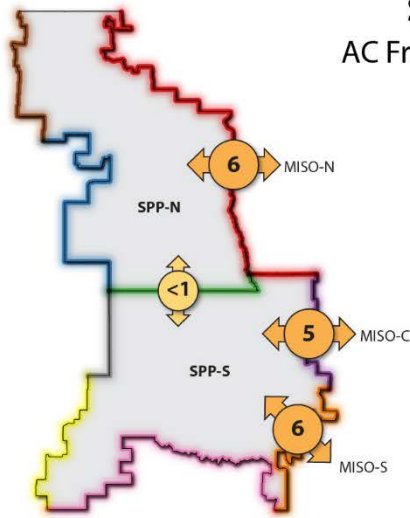 AC Fr
6
MISO-N
SPP-N
<1
5
MISO-C
SPP-S
6
MISO-S